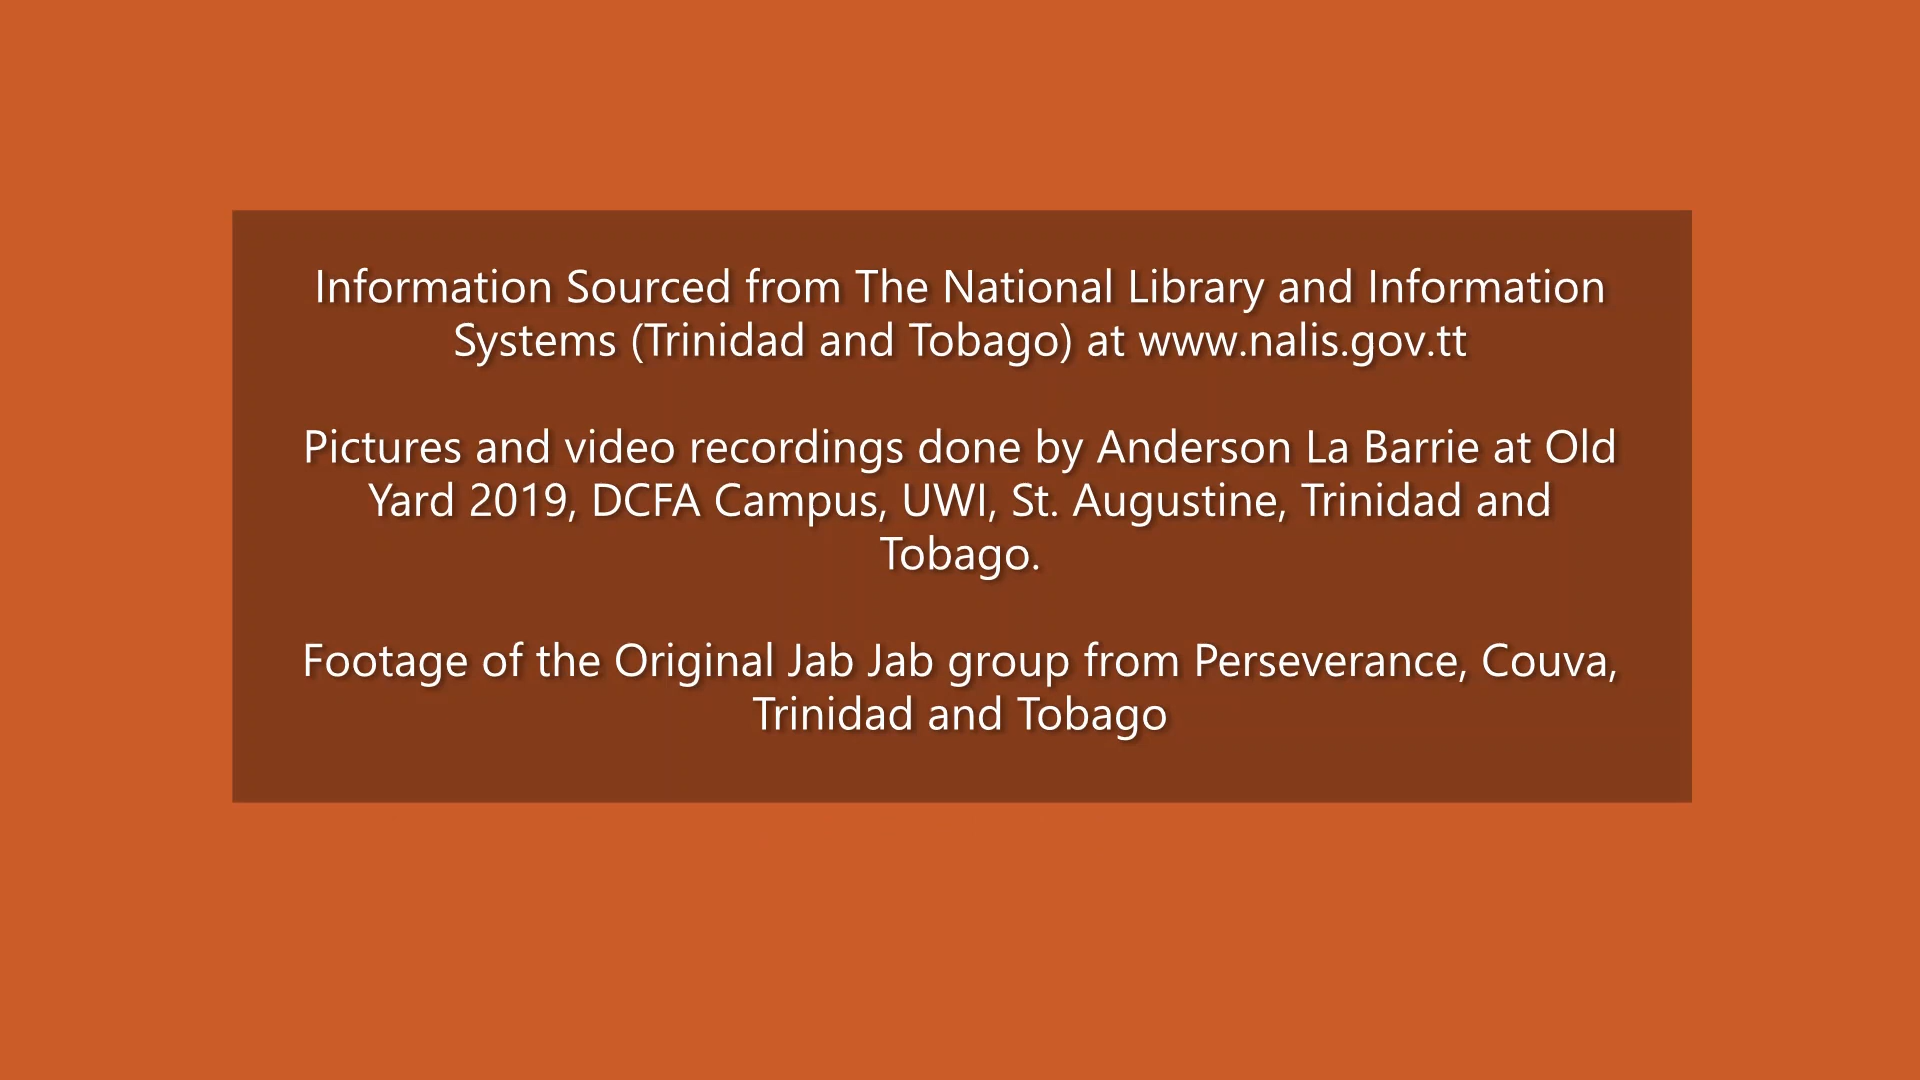 Information Sourced from The National Library and Information
Systems (Trinidad and Tobago) at www.nalis.gov.tt
Pictures and video recordings done by Anderson La Barrie at Old
Yard 2019, DCFA Campus, UWI, St. Augustine, Trinidad and
Tobago.
Footage of the Original Jab Jab group from Perseverance, Couva,
Trinidad and Tobago